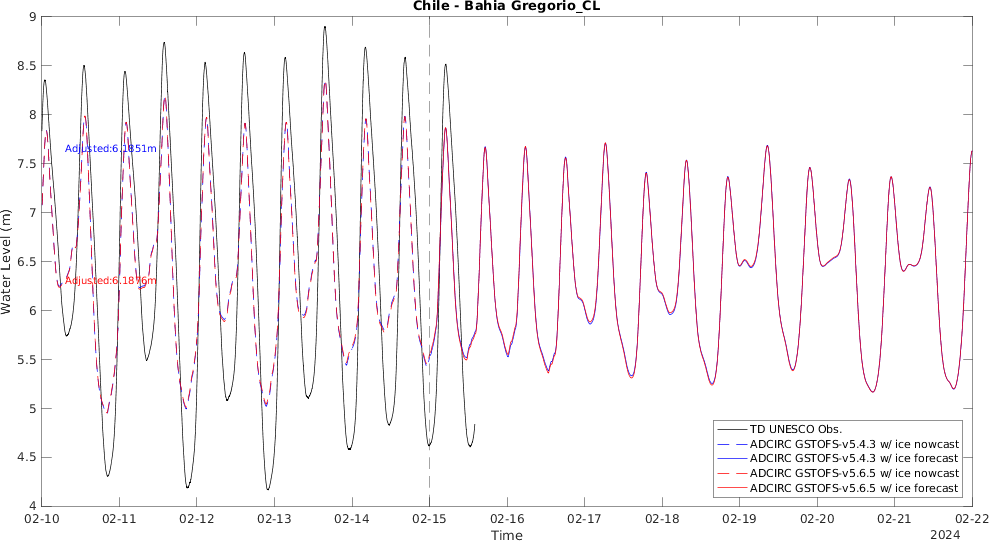 Chile - Bahia Gregorio_CL
9
8.5
8
7.5
7
6.5
6
5.5
5
4.5
4
Water Level (m)
Adjusted:6.1851m
Adjusted:6.1876m
TD UNESCO Obs.
ADCIRC GSTOFS-v5.4.3 w/ ice nowcast
ADCIRC GSTOFS-v5.4.3 w/ ice forecast
ADCIRC GSTOFS-v5.6.5 w/ ice nowcast
ADCIRC GSTOFS-v5.6.5 w/ ice forecast
02-10 02-11 02-12 02-13 02-14 02-15 02-16 02-17 02-18 02-19 02-20 02-21 02-22
Time
2024